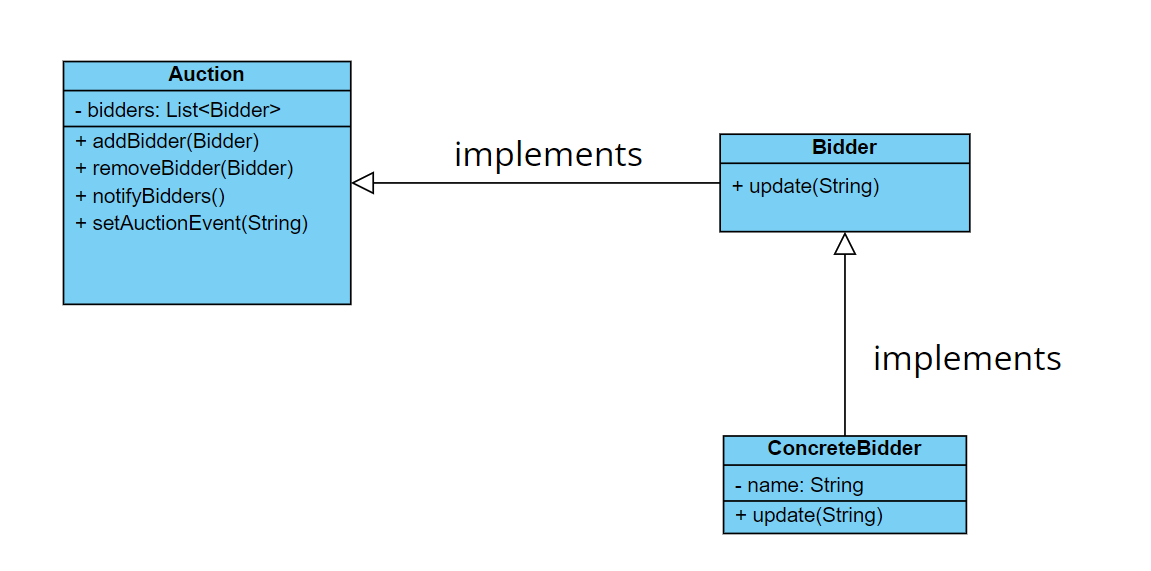 Auction
- bidders: List<Bidder>
+ addBidder(Bidder)
+ removeBidder(Bidder)
+ notifyBidders()
+ setAuctionEvent(String)
implements
Bidder
+ update(String)
implements
ConcreteBidder
- name: String
+ update(String)